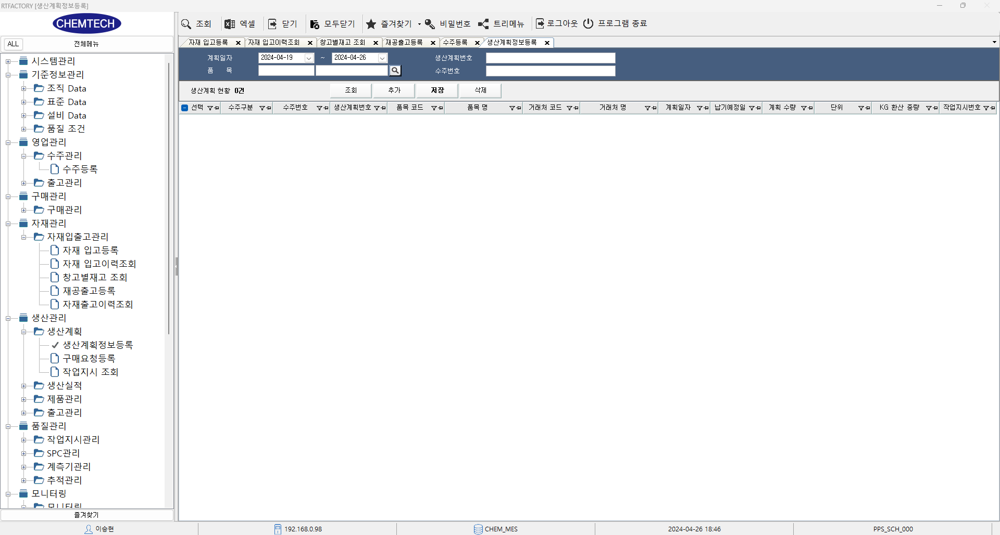 RTFACTORY [생산계획정보등록]
CHEMTECH
조회 엑셀 닫기 모두닫기 즐겨찾기 비밀번호 트리메뉴 로그아웃 프로그램 종료
ALL 전체메뉴
시스템관리
기준정보관리
조직 Data
표준 Data
설비 Data
품질 조건
영업관리
수주관리
수주등록
출고관리
구매관리
구매관리
자재관리
자재입출고관리
자재 입고등록
자재 입고이력조회
창고별재고 조회
재공출고등록
자재출고이력조회
생산관리
생산계획
생산계획정보등록
구매요청등록
작업지시 조회
생산실적
제품관리
출고관리
품질관리
작업지시관리
SPC관리
계측기관리
추적관리
모니터링
모니터링
즐겨찾기
자재 입고등록 자재 입고이력조회 창고별재고 조회 재공출고등록 수주등록 생산계획정보등록
계획일자 2024-04-19 ~ 2024-04-26 생산계획번호
품 목 수주번호
생산계획 현황 0건 조회 추가 저장 삭제
선택 수주구분 수주번호 생산계획번호 품목 코드 품목 명 거래처 코드 거래처 명 계획일자 납기예정일 계획 수량 단위 KG 환산 중량 작업지시번호
이승현 192.168.0.98 CHEM_MES 2024-04-26 18:46 PPS_SCH_000